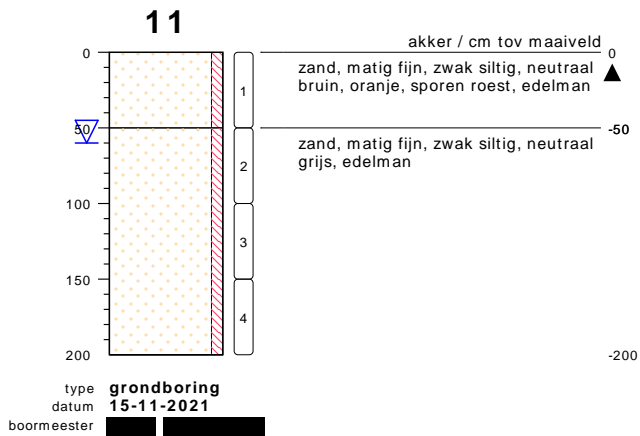 11
akker / cm tov maaiveld
0 0
zand, matig fijn, zwak siltig, neutraal
bruin, oranje, sporen roest, edelman
1
50 -50
zand, matig fijn, zwak siltig, neutraal
grijs, edelman
2
100
3
150
4
200 -200
type grondboring
datum 15-11-2021
boormeester